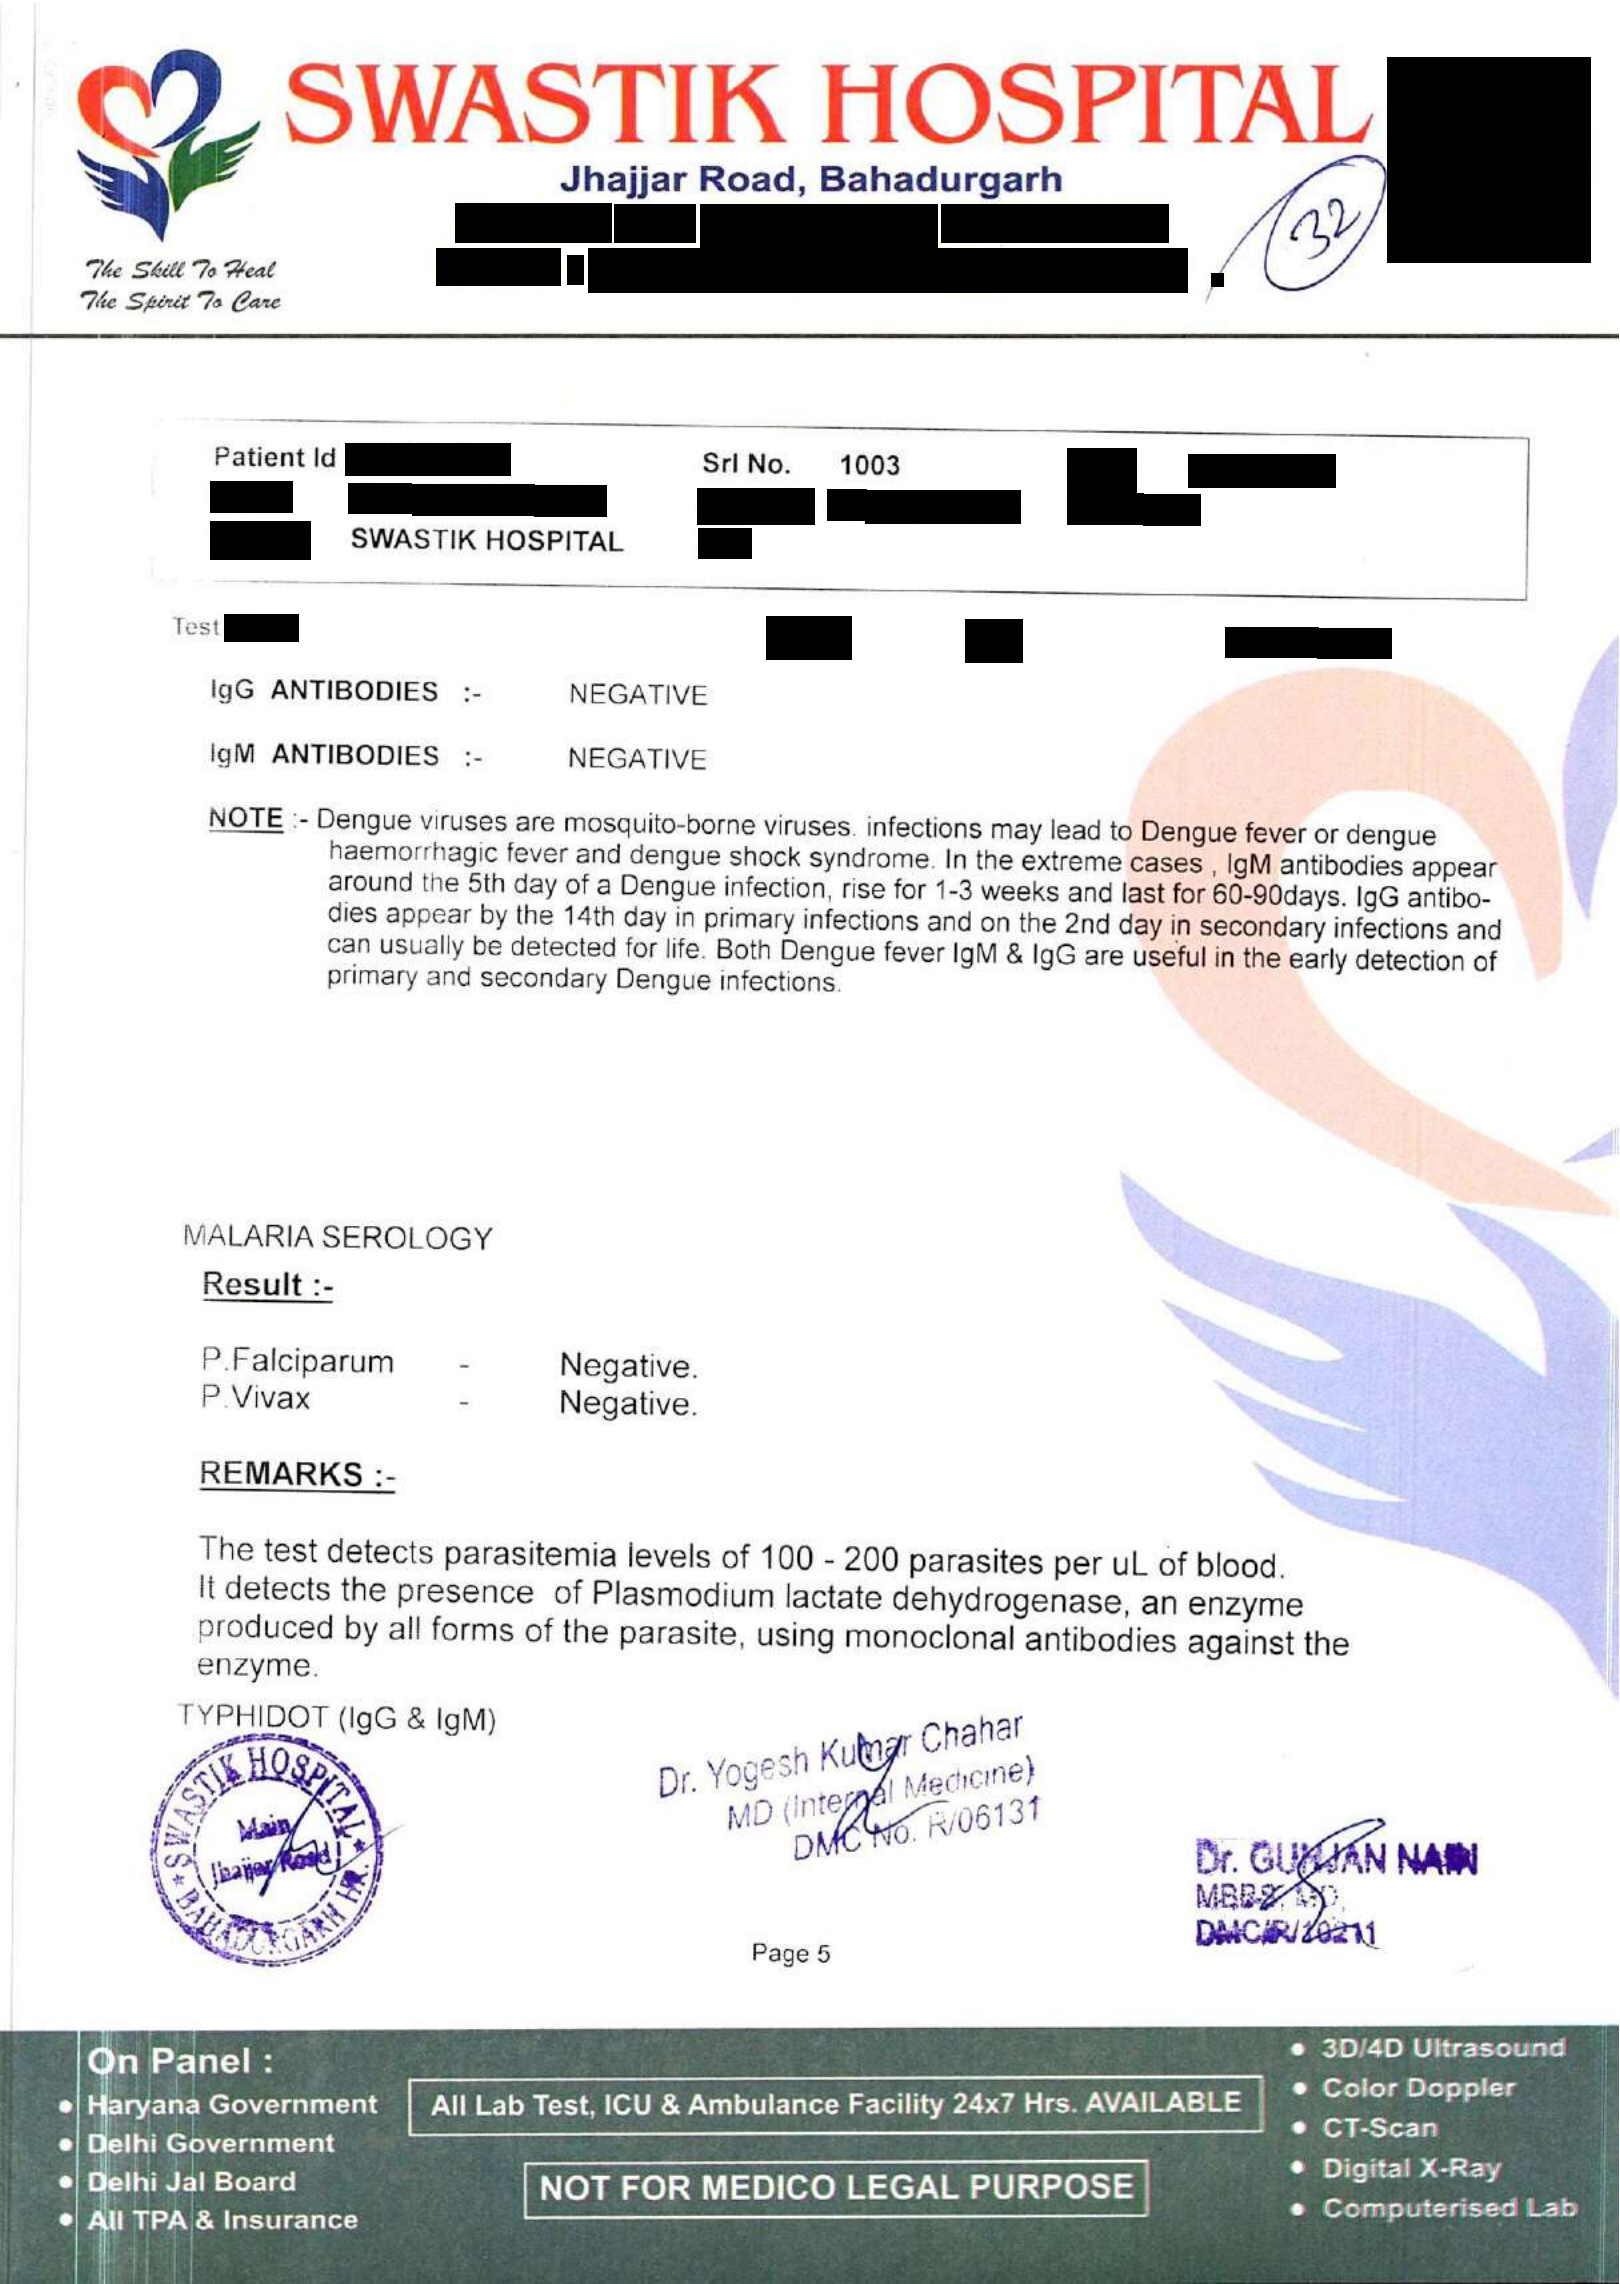 SWASTIK HOSPITAL
Jhajjar Road, Bahadurgarh
32
The Skill To Heal
The Spirit To Care
Patient Id
Srl No. 1003
SWASTIK HOSPITAL
Test
IgG ANTIBODIES :- NEGATIVE
IgM ANTIBODIES :- NEGATIVE
NOTE :- Dengue viruses are mosquito-borne viruses. infections may lead to Dengue fever or dengue
haemorrhagic fever and dengue shock syndrome. In the extreme cases , IgM antibodies appear
around the 5th day of a Dengue infection, rise for 1-3 weeks and last for 60-90days. IgG antibo-
dies appear by the 14th day in primary infections and on the 2nd day in secondary infections and
can usually be detected for life. Both Dengue fever IgM & IgG are useful in the early detection of
primary and secondary Dengue infections.
MALARIA SEROLOGY
Result :-
P.Falciparum - Negative.
P.Vivax - Negative.
REMARKS :-
The test detects parasitemia levels of 100 - 200 parasites per uL of blood.
It detects the presence of Plasmodium lactate dehydrogenase, an enzyme
produced by all forms of the parasite, using monoclonal antibodies against the
enzyme.
TYPHIDOT (IgG & IgM)
SWASTIK HOSPITAL
Main
Jhajjer Road
BAHADURGARH HR.
Dr. Yogesh Kumar Chahar
MD (Internal Medicine)
DMC No. R/06131
Dr. GUNJAN NAIN
MBBS, MD,
DMC/R/10211
Page 5
On Panel :
• Haryana Government
• Delhi Government
• Delhi Jal Board
• All TPA & Insurance
All Lab Test, ICU & Ambulance Facility 24x7 Hrs. AVAILABLE
NOT FOR MEDICO LEGAL PURPOSE
• 3D/4D Ultrasound
• Color Doppler
• CT-Scan
• Digital X-Ray
• Computerised Lab